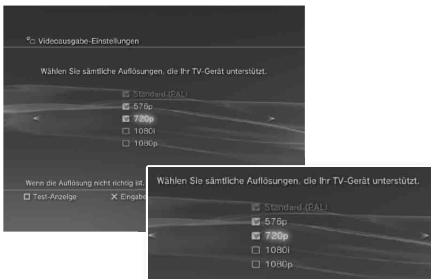 Videoausgabe-Einstellungen
Wählen Sie sämtliche Auflösungen, die Ihr TV-Gerät unterstützt.
Standard (PAL)
576p
720p
1080i
1080p
Wenn die Auflösung nicht richtig ist.
Test-Anzeige X Eingabe
Wählen Sie sämtliche Auflösungen, die Ihr TV-Gerät unterstützt.
Standard (PAL)
576p
720p
1080i
1080p